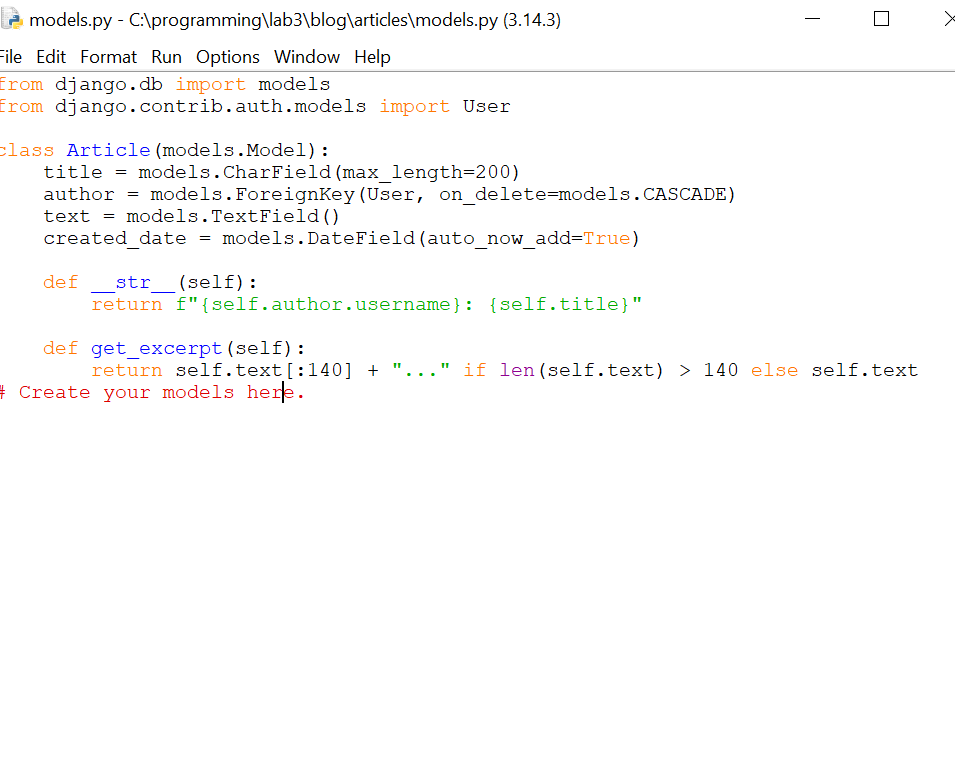 models.py - C:\programming\lab3\blog\articles\models.py (3.14.3)
File Edit Format Run Options Window Help
from django.db import models
from django.contrib.auth.models import User

class Article(models.Model):
    title = models.CharField(max_length=200)
    author = models.ForeignKey(User, on_delete=models.CASCADE)
    text = models.TextField()
    created_date = models.DateField(auto_now_add=True)

    def __str__(self):
        return f"{self.author.username}: {self.title}"

    def get_excerpt(self):
        return self.text[:140] + "..." if len(self.text) > 140 else self.text
# Create your models here.